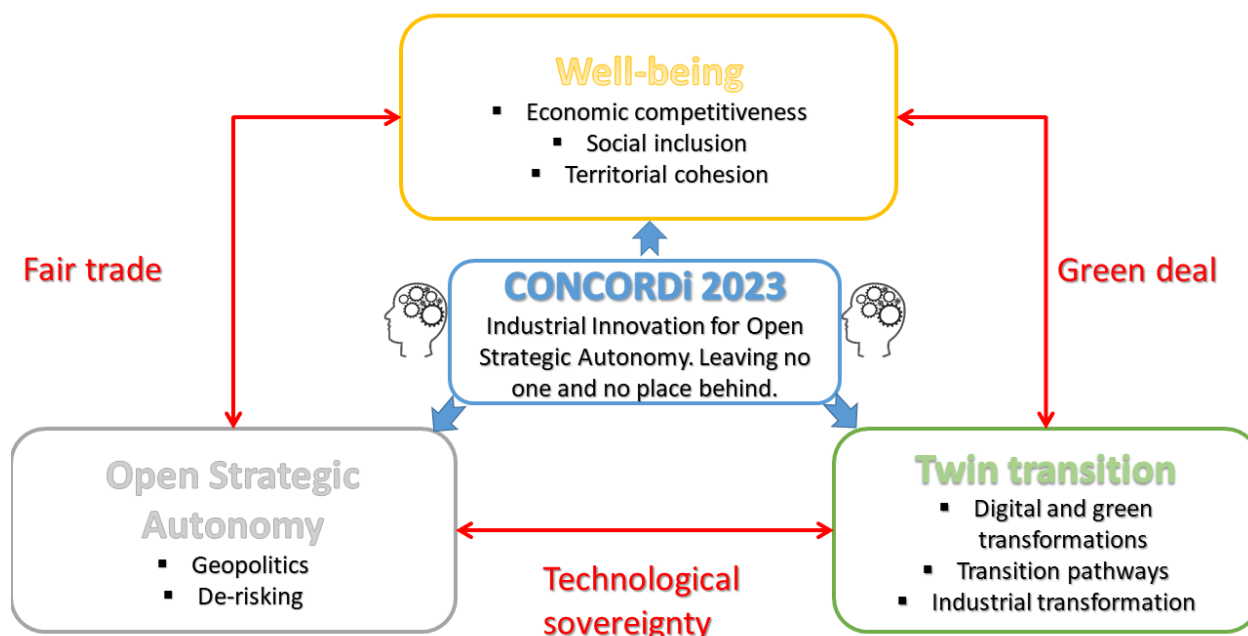 Well-being
▪ Economic competitiveness
▪ Social inclusion
▪ Territorial cohesion
Fair trade
Green deal
CONCORDi 2023
Industrial Innovation for Open
Strategic Autonomy. Leaving no
one and no place behind.
Open Strategic
Autonomy
▪ Geopolitics
▪ De-risking
Technological
sovereignty
Twin transition
▪ Digital and green
transformations
▪ Transition pathways
▪ Industrial transformation